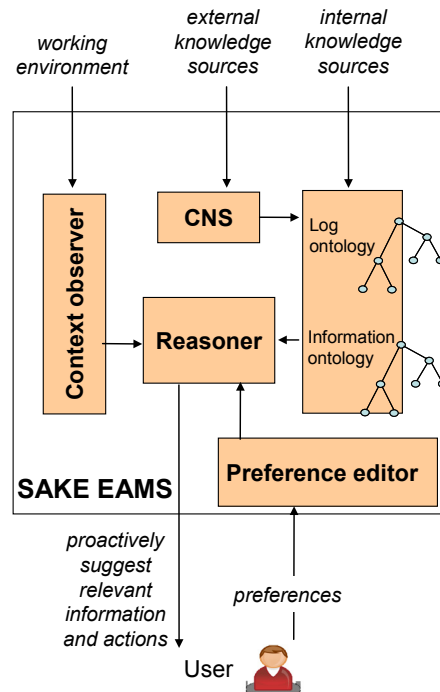 working
environment
external
knowledge
sources
internal
knowledge
sources
Context observer
CNS
Log
ontology
Reasoner
Information
ontology
Preference editor
SAKE EAMS
proactively
suggest
relevant
information
and actions
preferences
User